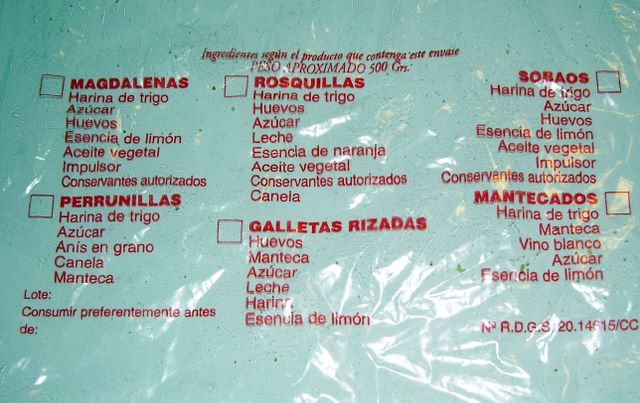 Ingredientes según el producto que contenga este envase
PESO APROXIMADO 500 Grs.
MAGDALENAS
Harina de trigo
Azúcar
Huevos
Esencia de limón
Aceite vegetal
Impulsor
Conservantes autorizados
ROSQUILLAS
Harina de trigo
Huevos
Azúcar
Leche
Esencia de naranja
Aceite vegetal
Conservantes autorizados
Canela
SOBAOS
Harina de trigo
Azúcar
Huevos
Esencia de limón
Aceite vegetal
Impulsor
Conservantes autorizados
PERRUNILLAS
Harina de trigo
Azúcar
Anís en grano
Canela
Manteca
GALLETAS RIZADAS
Huevos
Manteca
Azúcar
Leche
Harina
Esencia de limón
MANTECADOS
Harina de trigo
Manteca
Vino blanco
Azúcar
Esencia de limón
Lote:
Consumir preferentemente antes
de:
Nº R.D.G.S. 20.14615/CC